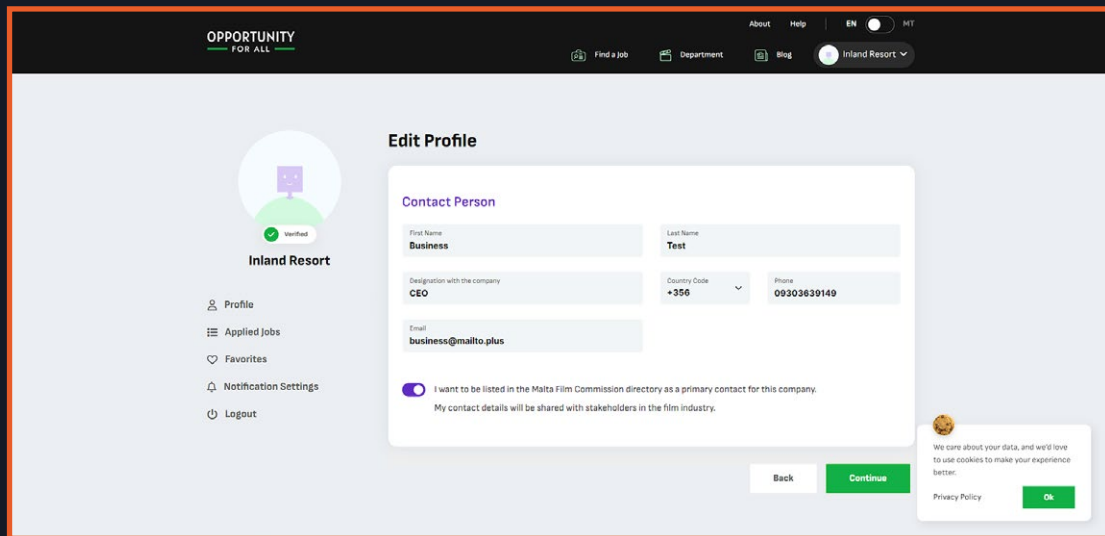 OPPORTUNITY
FOR ALL
About Help EN MT
Find a Job Department Blog Inland Resort
Edit Profile
Verified
Inland Resort
Profile
Applied Jobs
Favorites
Notification Settings
Logout
Contact Person
First Name
Business
Last Name
Test
Designation with the company
CEO
Country Code
+356
Phone
09303639149
Email
business@mailto.plus
I want to be listed in the Malta Film Commission directory as a primary contact for this company.
My contact details will be shared with stakeholders in the film industry.
Back Continue
We care about your data, and we'd love
to use cookies to make your experience
better.
Privacy Policy Ok